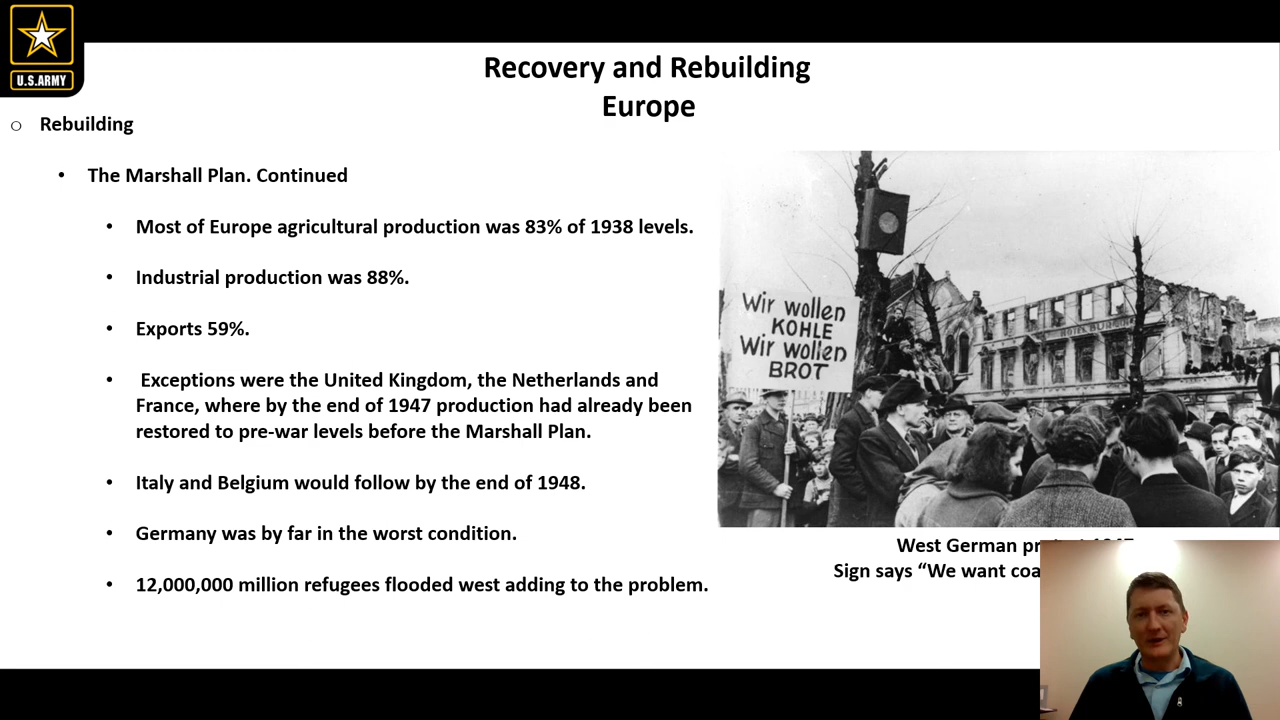 U.S.ARMY
Recovery and Rebuilding
Europe
Rebuilding
The Marshall Plan. Continued
Most of Europe agricultural production was 83% of 1938 levels.
Industrial production was 88%.
Exports 59%.
Exceptions were the United Kingdom, the Netherlands and
France, where by the end of 1947 production had already been
restored to pre-war levels before the Marshall Plan.
Italy and Belgium would follow by the end of 1948.
Germany was by far in the worst condition.
12,000,000 million refugees flooded west adding to the problem.
Wir wollen
KOHLE
Wir wollen
BROT
HOTEL
West German
Sign says “We want